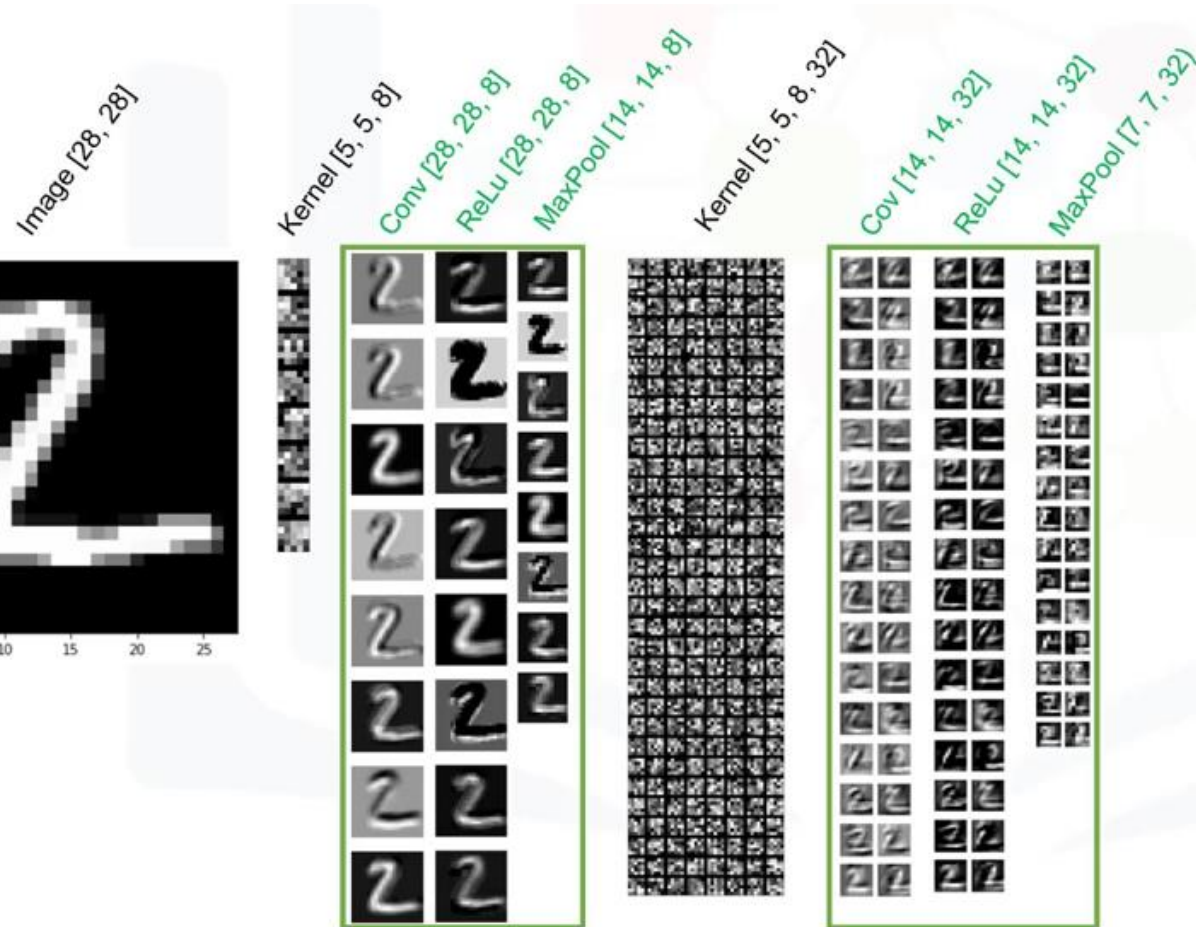 Image [28, 28]
Kernel [5, 5, 8]
Conv [28, 28, 8]
ReLu [28, 28, 8]
MaxPool [14, 14, 8]
Kernel [5, 5, 8, 32]
Cov [14, 14, 32]
ReLu [14, 14, 32]
MaxPool [7, 7, 32)
10 15 20 25